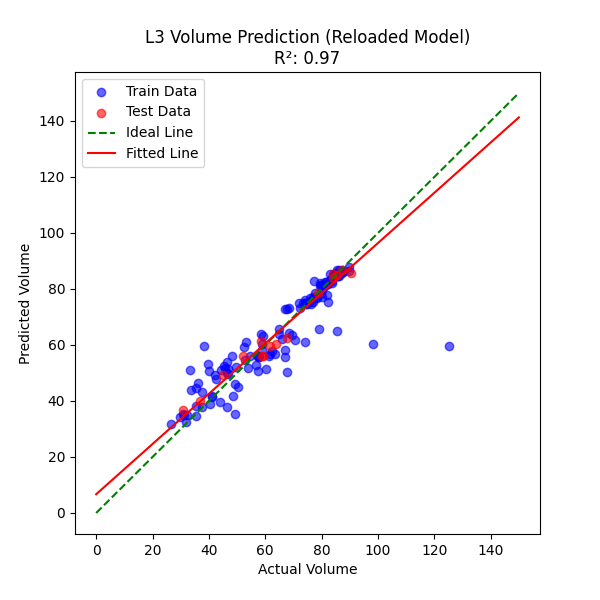 L3 Volume Prediction (Reloaded Model)
R²: 0.97
Train Data
Test Data
Ideal Line
Fitted Line
Predicted Volume
140
120
100
80
60
40
20
0
0 20 40 60 80 100 120 140
Actual Volume